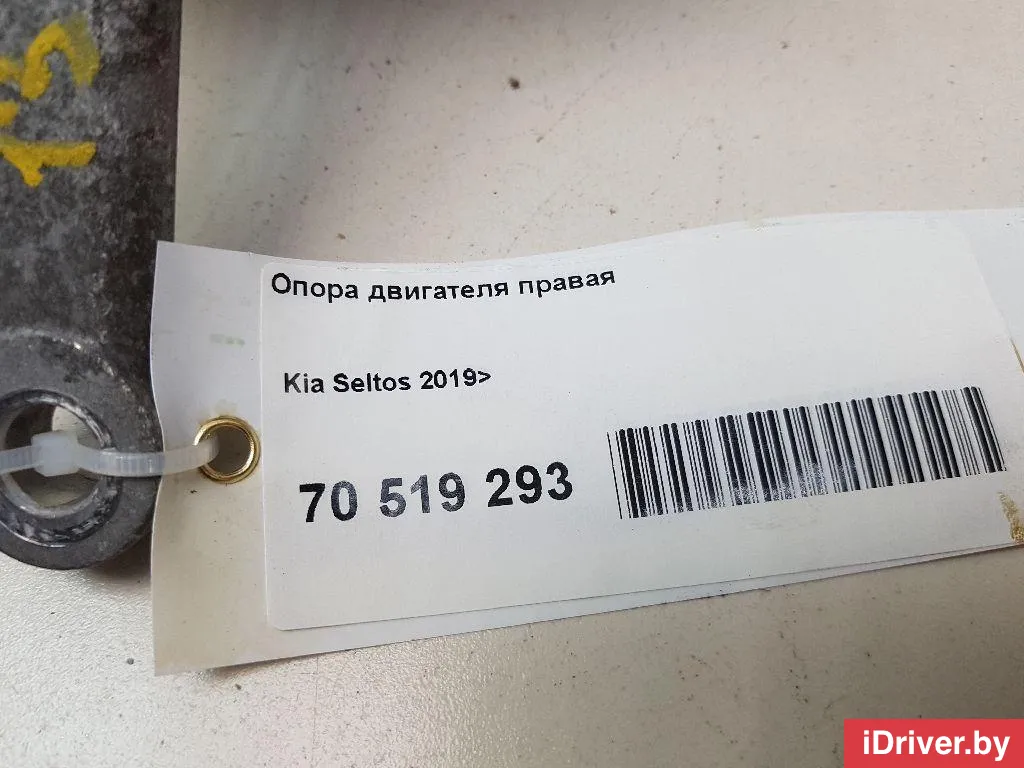 Опора двигателя правая
Kia Seltos 2019>
70 519 293
iDriver.by